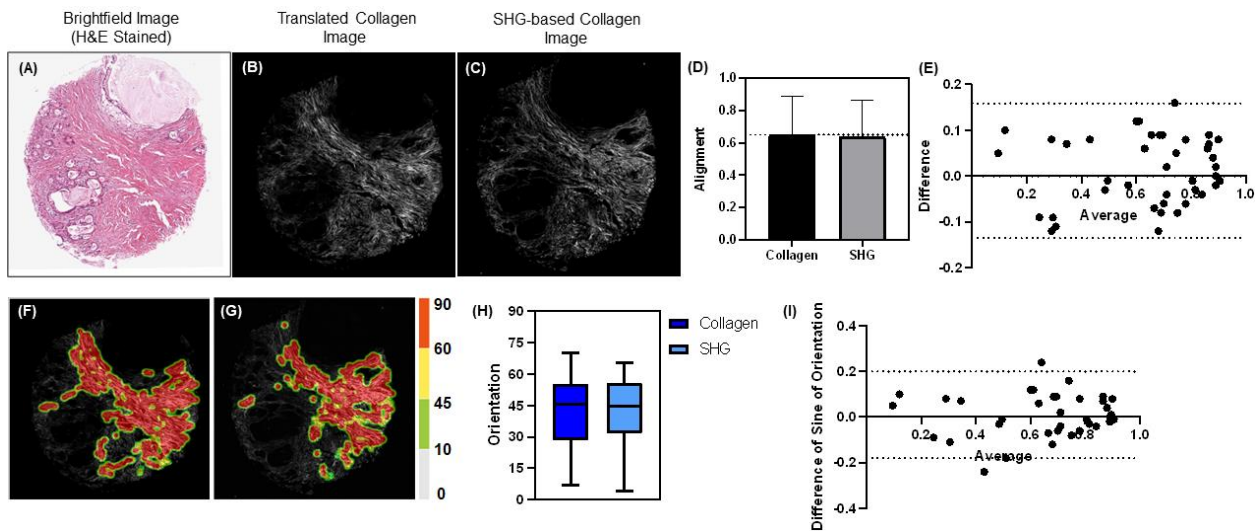 Brightfield Image
(H&E Stained)
Translated Collagen
Image
SHG-based Collagen
Image
(A)
(B)
(C)
(D)
1.0
0.8
0.6
0.4
0.2
0.0
Alignment
Collagen
SHG
(E)
0.2
0.1
0.0
-0.1
-0.2
Difference
0.2
0.4
0.6
0.8
1.0
Average
(F)
(G)
90
60
45
10
0
(H)
90
75
60
45
30
15
0
Orientation
Collagen
SHG
(I)
0.4
0.2
0.0
-0.2
-0.4
Difference of Sine of Orientation
0.2
0.4
0.6
0.8
1.0
Average